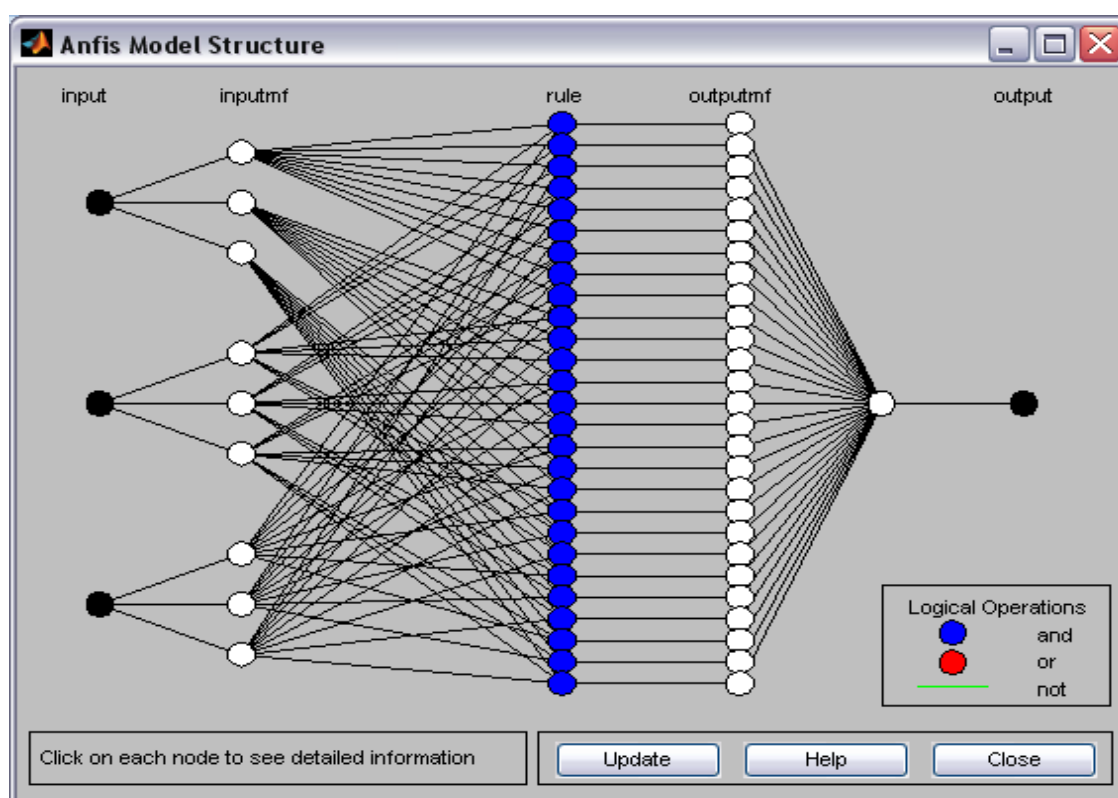 Anfis Model Structure
input inputmf rule outputmf output
Logical Operations
and
or
not
Click on each node to see detailed information
Update Help Close